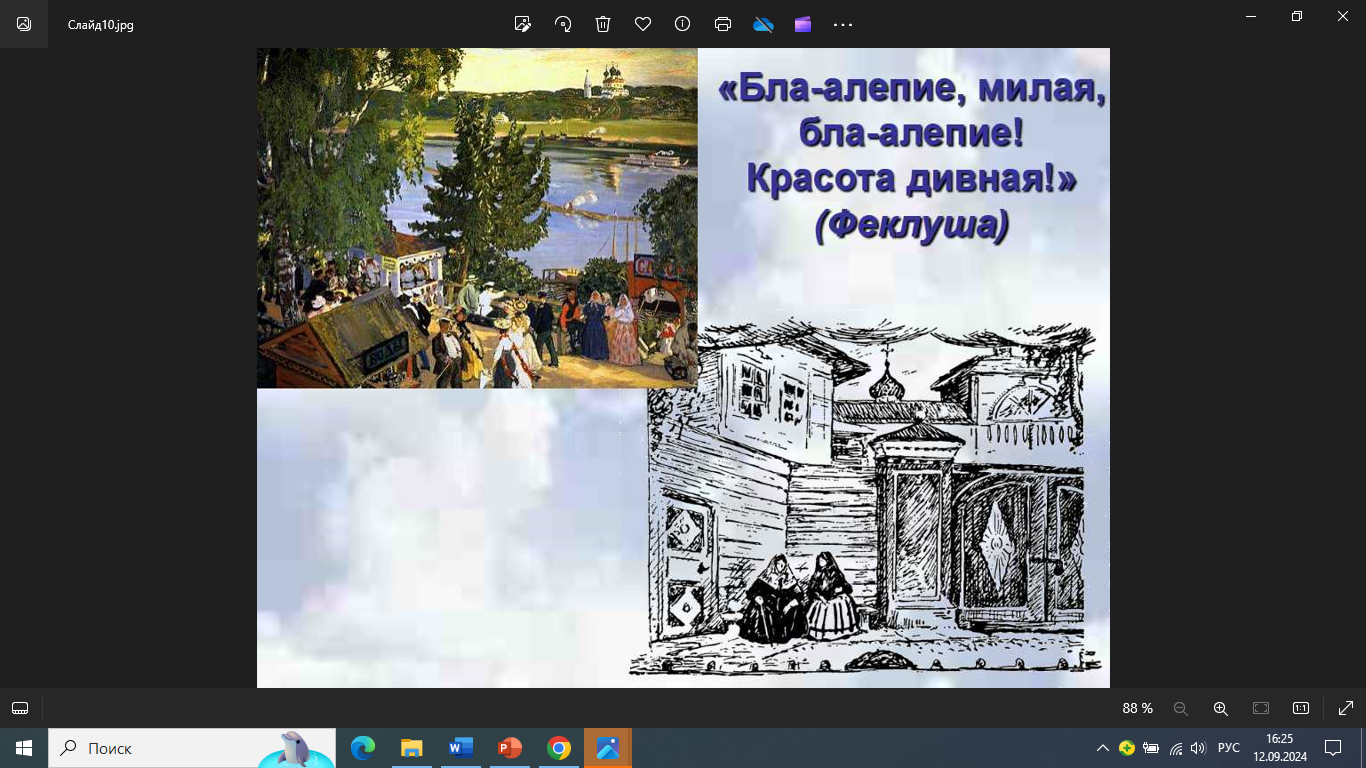 Слайд10.jpg
«Бла-алепие, милая,
бла-алепие!
Красота дивная!»
(Феклуша)
88 %
Поиск
РУС
16:25
12.09.2024